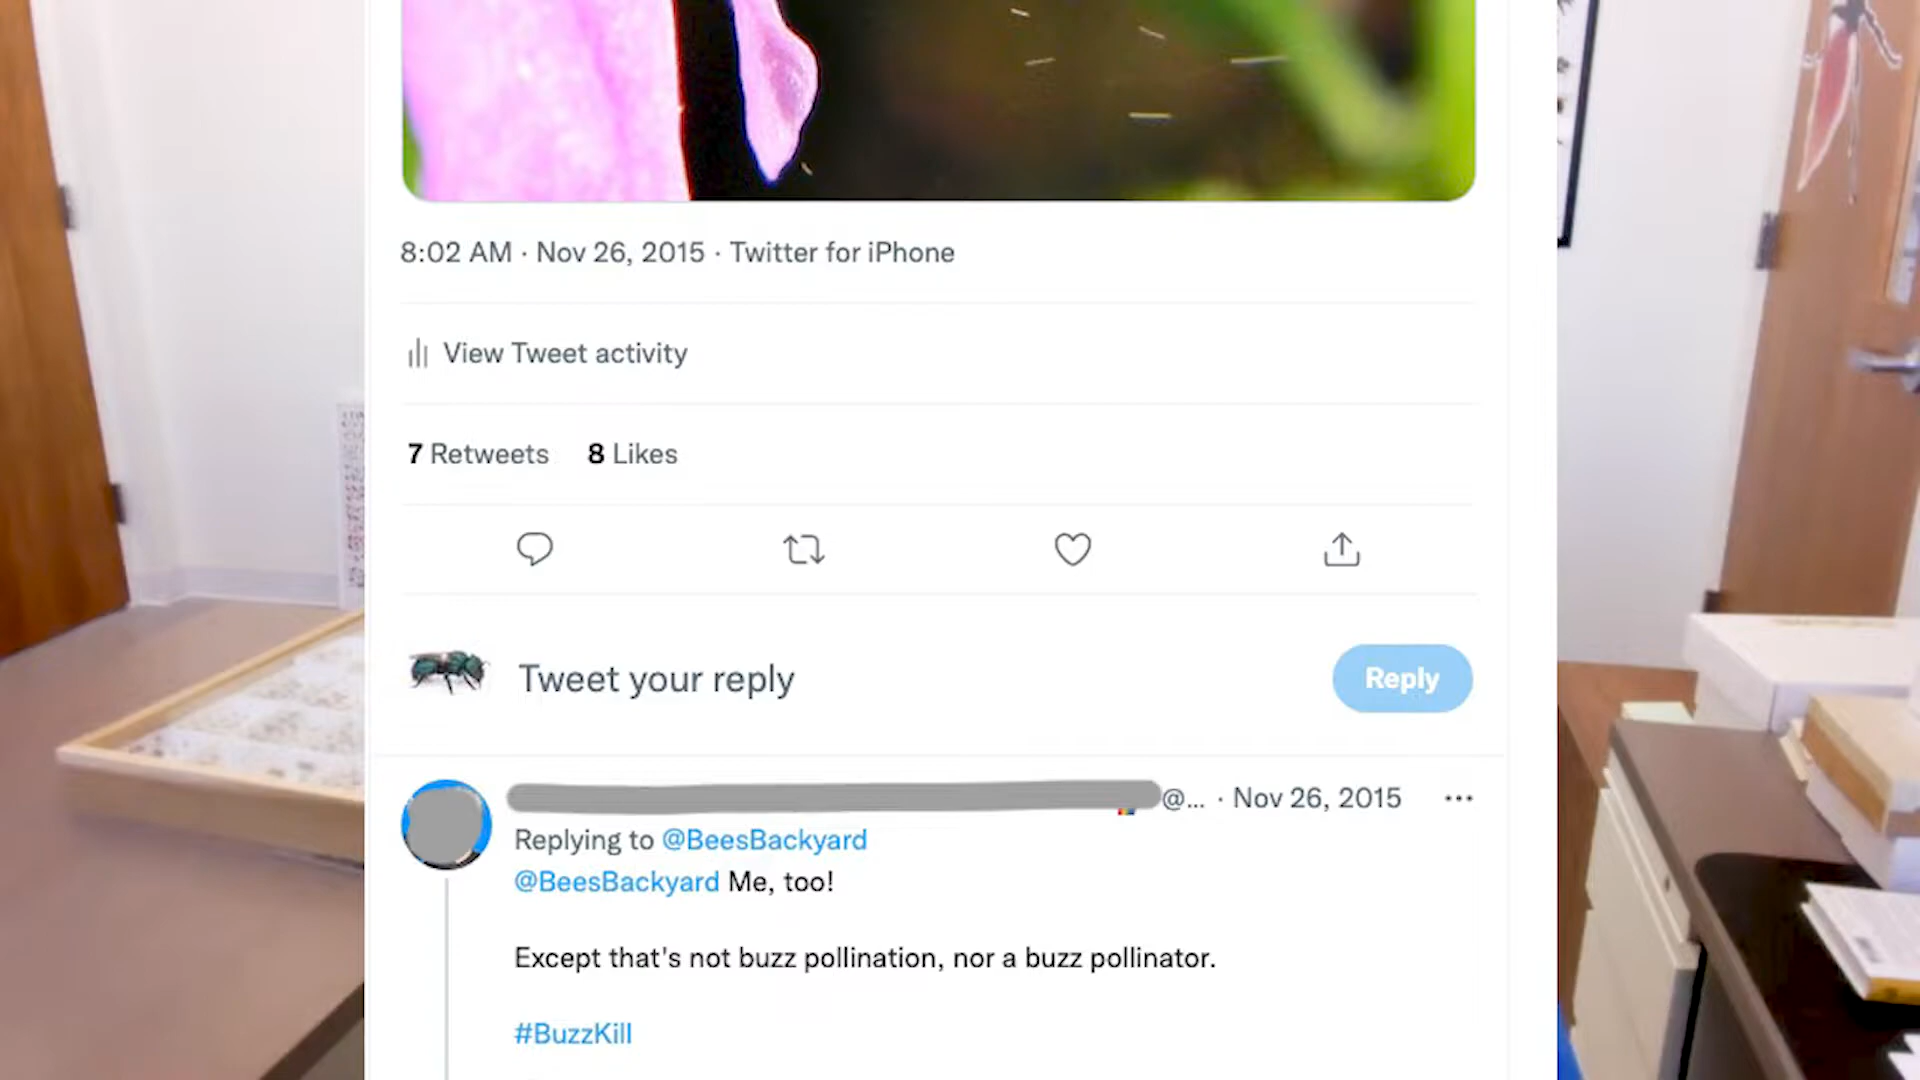 8:02 AM · Nov 26, 2015 · Twitter for iPhone
View Tweet activity
7 Retweets 8 Likes
Tweet your reply
Reply
@... · Nov 26, 2015
Replying to @BeesBackyard
@BeesBackyard Me, too!
Except that's not buzz pollination, nor a buzz pollinator.
#BuzzKill